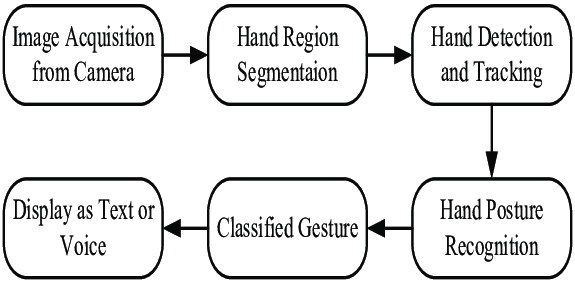 Image Acquisition
from Camera
Hand Region
Segmentaion
Hand Detection
and Tracking
Hand Posture
Recognition
Classified Gesture
Display as Text or
Voice